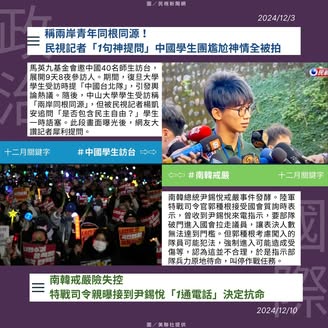 圖／民視新聞網
2024/12/3
政治
稱兩岸青年同根同源！
民視記者「1句神提問」中國學生團尷尬神情全被拍
馬英九基金會邀中國40名師生訪台，
展開9天8夜參訪人。期間，復旦大學
學生受訪時提「中國台北隊」，引發輿
論熱議。隨後，中山大學學生受訪稱
「兩岸同根同源」，但被民視記者楊凱
安追問「是否包含民主自由？」學生
一時語塞。此段畫面曝光後，網友大
讚記者犀利提問。
十二月關鍵字
#中國學生訪台
#南韓戒嚴
十二月關鍵字
南韓總統尹錫悅戒嚴事件發酵。陸軍
特戰司令官郭種根接受國會質詢時表
示，曾收到尹錫悅來電指示，要部隊
破門進入國會拉走議員，讓表決人數
無法達到門檻。但郭種根考慮闖入的
隊員可能犯法，強制進入可能造成受
傷等，認為這並不合理，於是指示部
隊兵力原地待命，叫停作戰任務。
國際
南韓戒嚴險失控
特戰司令親曝接到尹錫悅「1通電話」決定抗命
2024/12/10
圖／美聯社提供